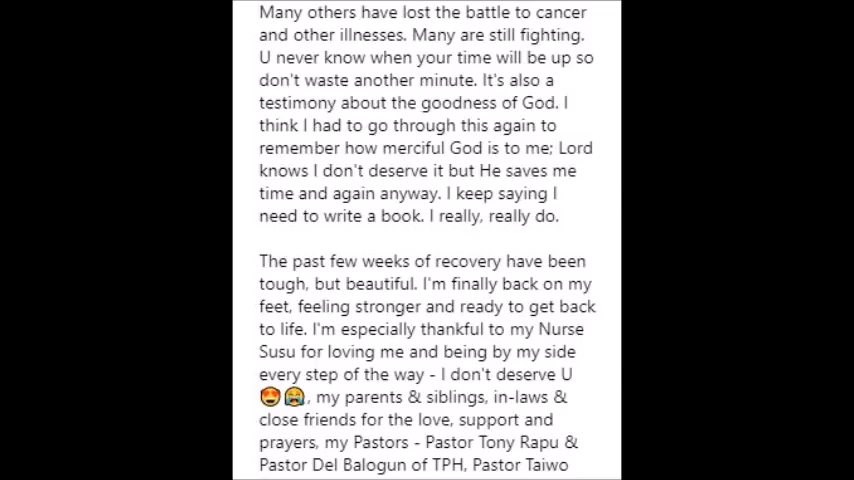 Many others have lost the battle to cancer
and other illnesses. Many are still fighting.
U never know when your time will be up so
don't waste another minute. It's also a
testimony about the goodness of God. I
think I had to go through this again to
remember how merciful God is to me; Lord
knows I don't deserve it but He saves me
time and again anyway. I keep saying I
need to write a book. I really, really do.
The past few weeks of recovery have been
tough, but beautiful. I'm finally back on my
feet, feeling stronger and ready to get back
to life. I'm especially thankful to my Nurse
Susu for loving me and being by my side
every step of the way - I don't deserve U
😍😭, my parents & siblings, in-laws &
close friends for the love, support and
prayers, my Pastors - Pastor Tony Rapu &
Pastor Del Balogun of TPH, Pastor Taiwo